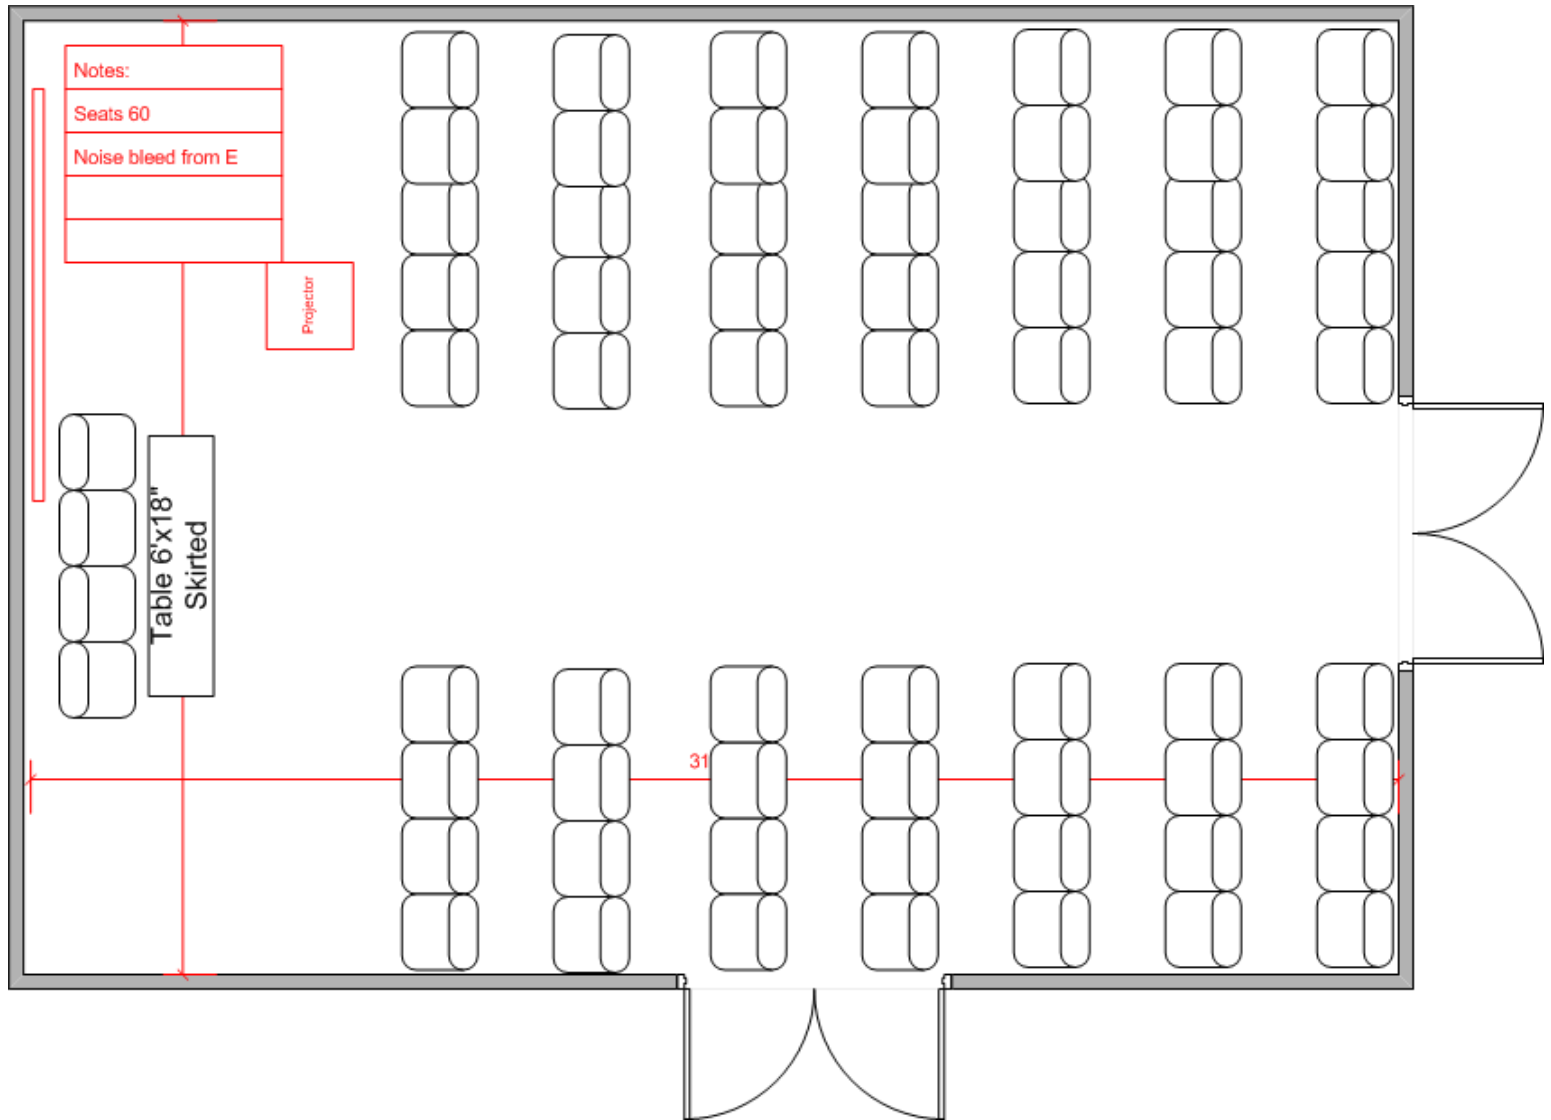 Notes:
Seats 60
Noise bleed from E
Projector
Table 6'x18"
Skirted
31